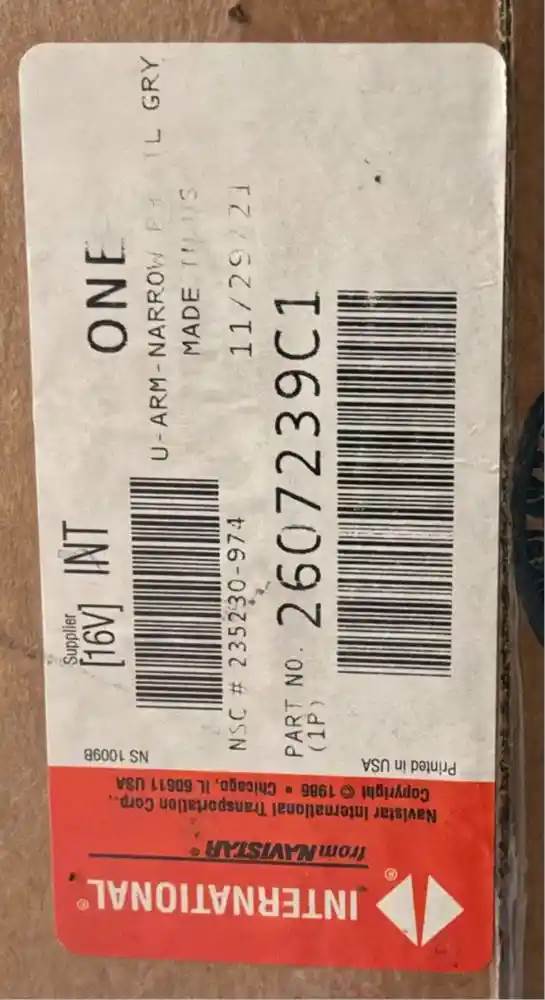 INTERNATIONAL®
from NAVISTAR®
Navistar International Transportation Corp.,
Copyright © 1986 • Chicago, IL 60611 USA
NS 1009B
Printed in USA
Supplier
[16V] INT
ONE
U-ARM-NARROW GRY
MADE
NSC # 235230-974
11/29/21
PART NO. 2607239C1
(1P)